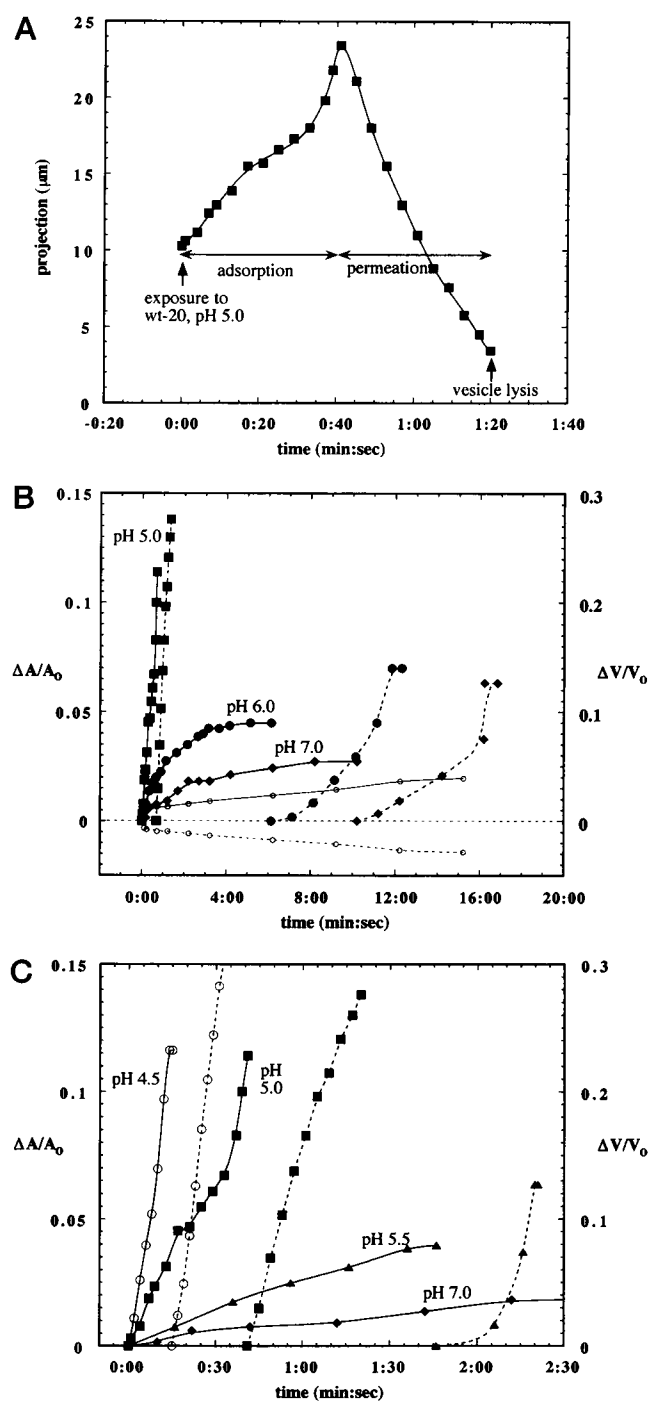 A
25
20
15
10
5
0
projection (μm)
adsorption
permeation
exposure to
wt-20, pH 5.0
vesicle lysis
-0:20 0:00 0:20 0:40 1:00 1:20 1:40
time (min:sec)
B
0.15
0.1
0.05
0
ΔA/Ao
0.3
0.2
0.1
0
ΔV/Vo
pH 5.0
pH 6.0
pH 7.0
0:00 4:00 8:00 12:00 16:00 20:00
time (min:sec)
C
0.15
0.1
0.05
0
ΔA/Ao
0.3
0.2
0.1
0
ΔV/Vo
pH 4.5
pH
5.0
pH 5.5
pH 7.0
0:00 0:30 1:00 1:30 2:00 2:30
time (min:sec)